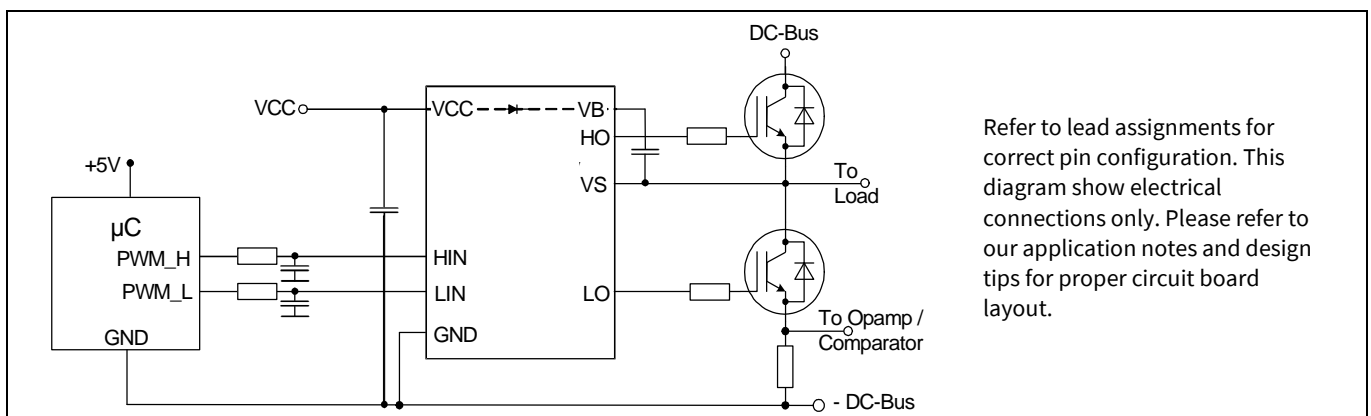 DC-Bus
VCC
VCC
VB
HO
+5V
VS
To
Load
µC
PWM_H
HIN
PWM_L
LIN
LO
GND
GND
To Opamp /
Comparator
- DC-Bus
Refer to lead assignments for
correct pin configuration. This
diagram show electrical
connections only. Please refer to
our application notes and design
tips for proper circuit board
layout.